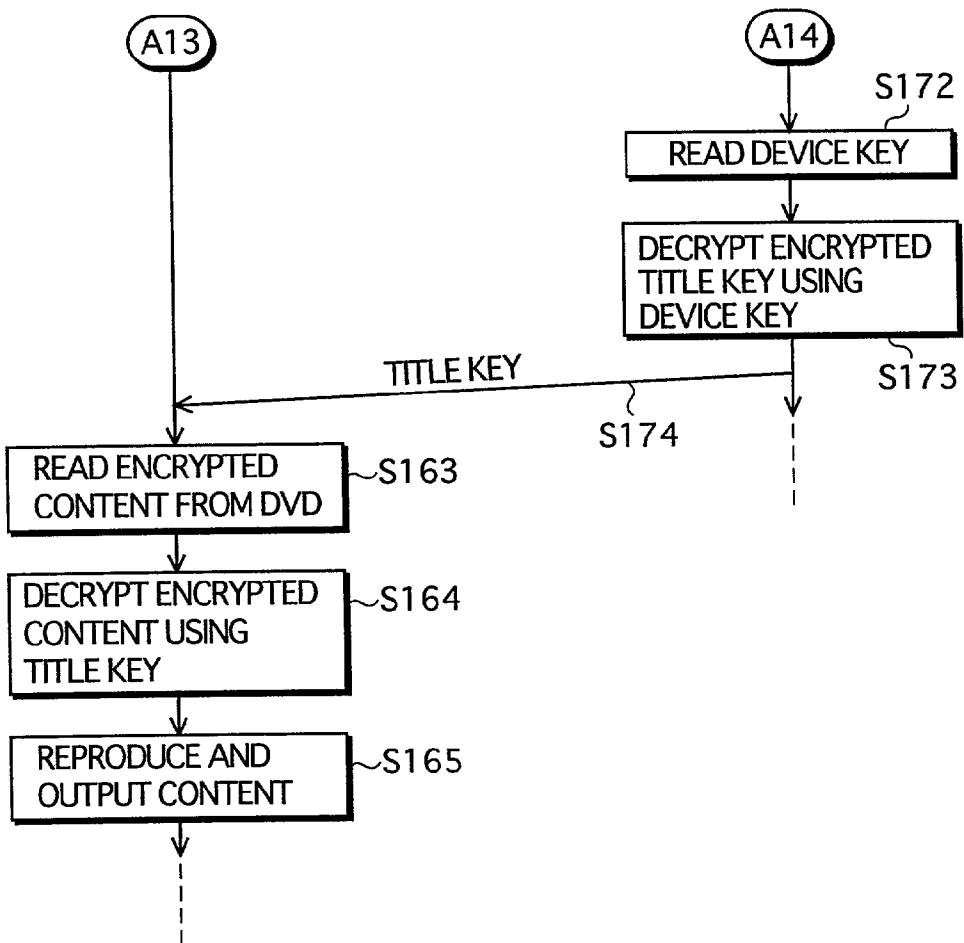 A13
A14
S172
READ DEVICE KEY
DECRYPT ENCRYPTED
TITLE KEY USING
DEVICE KEY
S173
TITLE KEY
S174
READ ENCRYPTED
CONTENT FROM DVD
S163
DECRYPT ENCRYPTED
CONTENT USING
TITLE KEY
S164
REPRODUCE AND
OUTPUT CONTENT
S165